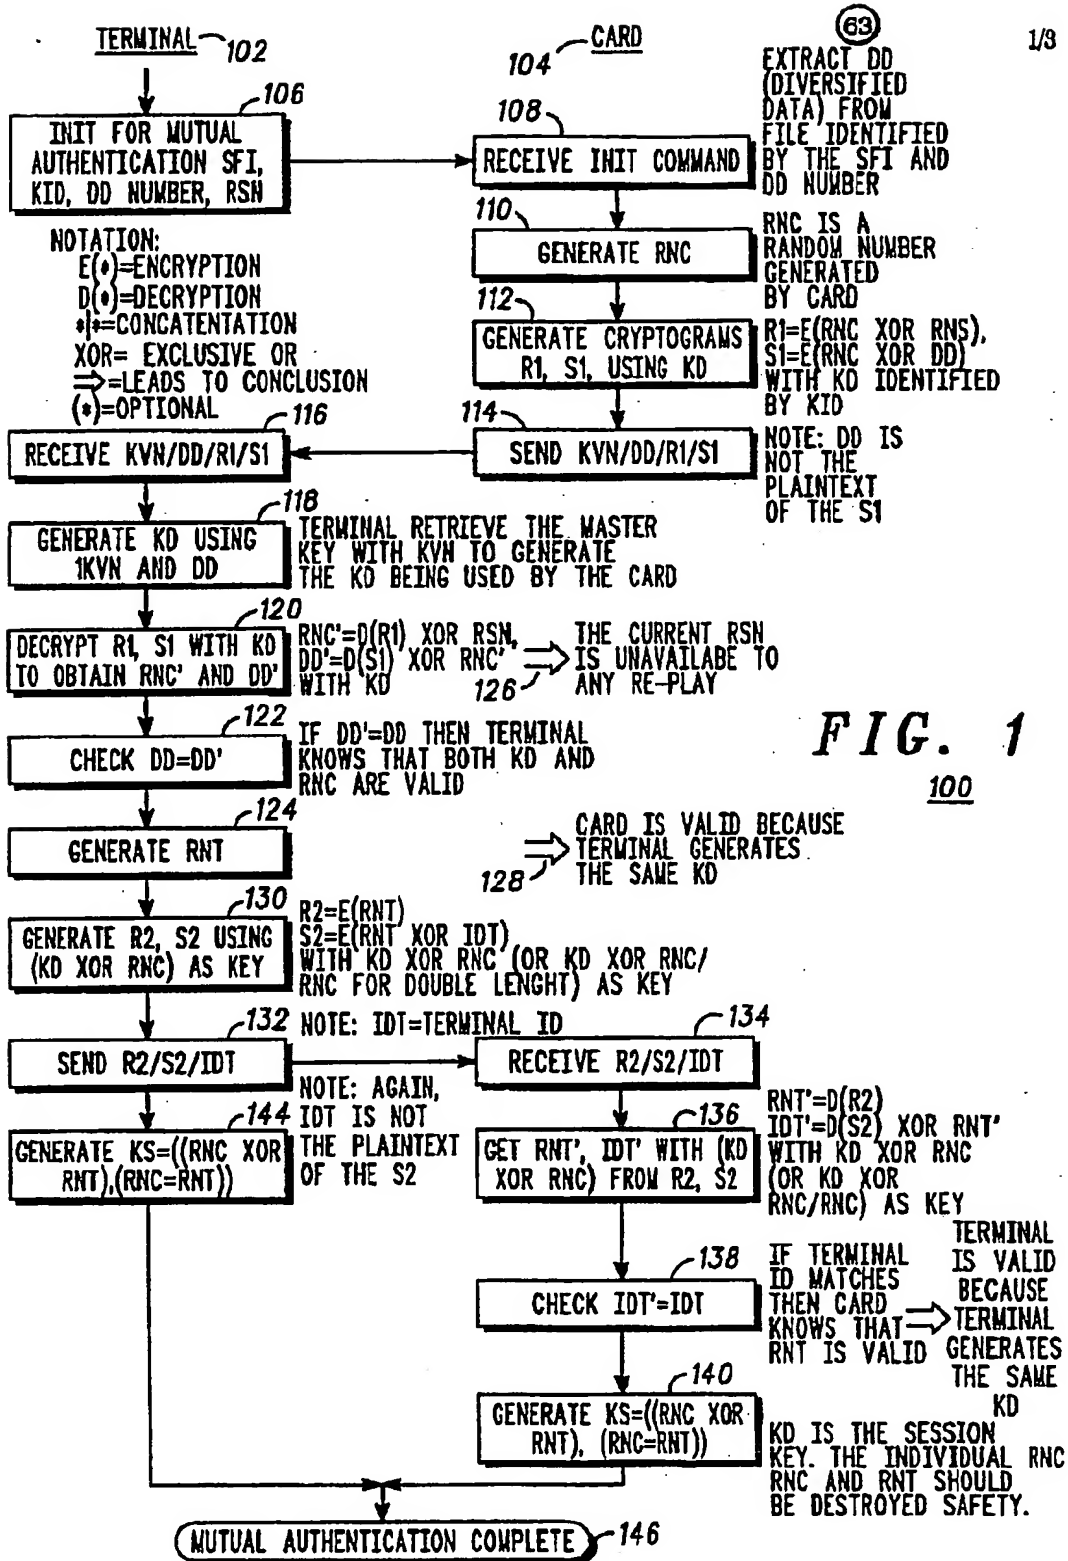 TERMINAL 102
104 CARD
63
1/3
EXTRACT DD
(DIVERSIFIED
DATA) FROM
FILE IDENTIFIED
BY THE SFI AND
DD NUMBER
106
INIT FOR MUTUAL
AUTHENTICATION SFI,
KID, DD NUMBER, RSN
108
RECEIVE INIT COMMAND
NOTATION:
E(*)=ENCRYPTION
D(*)=DECRYPTION
*|*=CONCATENTATION
XOR= EXCLUSIVE OR
⇒=LEADS TO CONCLUSION
(*)=OPTIONAL
110
GENERATE RNC
RNC IS A
RANDOM NUMBER
GENERATED
BY CARD
112
GENERATE CRYPTOGRAMS
R1, S1, USING KD
R1=E(RNC XOR RNS),
S1=E(RNC XOR DD)
WITH KD IDENTIFIED
BY KID
114
SEND KVN/DD/R1/S1
NOTE: DD IS
NOT THE
PLAINTEXT
OF THE S1
116
RECEIVE KVN/DD/R1/S1
118
GENERATE KD USING
1KVN AND DD
TERMINAL RETRIEVE THE MASTER
KEY WITH KVN TO GENERATE
THE KD BEING USED BY THE CARD
120
DECRYPT R1, S1 WITH KD
TO OBTAIN RNC' AND DD'
RNC'=D(R1) XOR RSN,
DD'=D(S1) XOR RNC'
WITH KD
126
THE CURRENT RSN
IS UNAVAILABE TO
ANY RE-PLAY
122
CHECK DD=DD'
IF DD'=DD THEN TERMINAL
KNOWS THAT BOTH KD AND
RNC ARE VALID
FIG. 1
100
124
GENERATE RNT
128
CARD IS VALID BECAUSE
TERMINAL GENERATES
THE SAME KD
130
GENERATE R2, S2 USING
(KD XOR RNC) AS KEY
R2=E(RNT)
S2=E(RNT XOR IDT)
WITH KD XOR RNC (OR KD XOR RNC/
RNC FOR DOUBLE LENGHT) AS KEY
132
SEND R2/S2/IDT
NOTE: IDT=TERMINAL ID
134
RECEIVE R2/S2/IDT
NOTE: AGAIN,
IDT IS NOT
THE PLAINTEXT
OF THE S2
144
GENERATE KS=((RNC XOR
RNT),(RNC=RNT))
136
GET RNT', IDT' WITH (KD
XOR RNC) FROM R2, S2
RNT'=D(R2)
IDT'=D(S2) XOR RNT'
WITH KD XOR RNC
(OR KD XOR
RNC/RNC) AS KEY
138
CHECK IDT'=IDT
IF TERMINAL
ID MATCHES
THEN CARD
KNOWS THAT
RNT IS VALID
TERMINAL
IS VALID
BECAUSE
TERMINAL
GENERATES
THE SAME
KD
140
GENERATE KS=((RNC XOR
RNT), (RNC=RNT))
KD IS THE SESSION
KEY. THE INDIVIDUAL RNC
RNC AND RNT SHOULD
BE DESTROYED SAFETY.
MUTUAL AUTHENTICATION COMPLETE 146